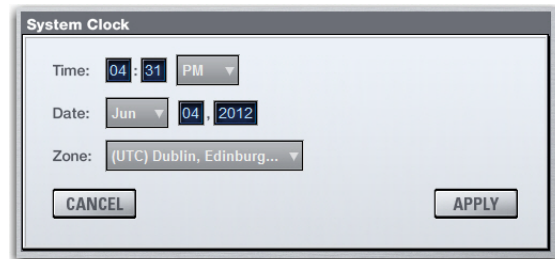 System Clock
Time: 04 : 31 PM
Date: Jun 04 , 2012
Zone: (UTC) Dublin, Edinburg...
CANCEL APPLY